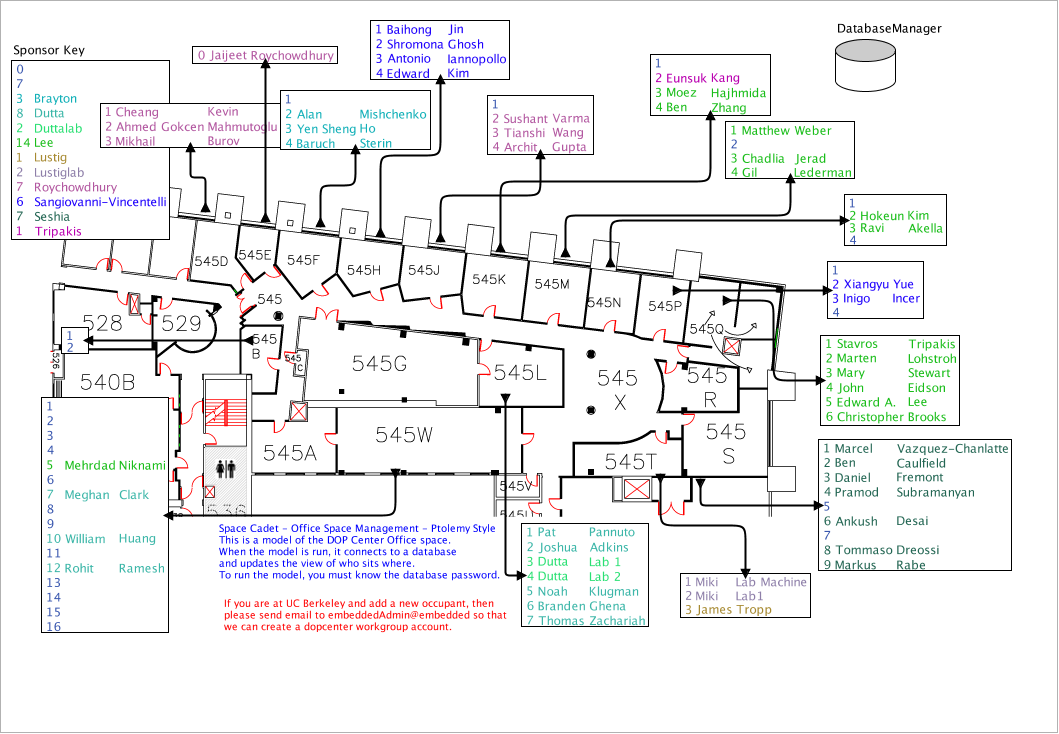 DatabaseManager
Sponsor Key
0
7
3 Brayton
8 Dutta
2 Duttalab
14 Lee
1 Lustig
2 Lustiglab
7 Roychowdhury
6 Sangiovanni-Vincentelli
7 Seshia
1 Tripakis
0 Jaijeet Roychowdhury
1 Cheang Kevin
2 Ahmed Gokcen Mahmutoglu
3 Mikhail Burov
1
2 Alan Mishchenko
3 Yen Sheng Ho
4 Baruch Sterin
1 Baihong Jin
2 Shromona Ghosh
3 Antonio Iannopollo
4 Edward Kim
1
2 Sushant Varma
3 Tianshi Wang
4 Archit Gupta
1
2 Eunsuk Kang
3 Moez Hajhmida
4 Ben Zhang
1 Matthew Weber
2
3 Chadlia Jerad
4 Gil Lederman
1
2 Hokeun Kim
3 Ravi Akella
4
1
2 Xiangyu Yue
3 Inigo Incer
4
545D
545E
545F
545H
545J
545K
545M
545N
545P
545Q
545
528
529
545
B
545
C
545G
545L
545
X
545
R
526
540B
545A
545W
545T
545
S
545V
1
2
1 Stavros Tripakis
2 Marten Lohstroh
3 Mary Stewart
4 John Eidson
5 Edward A. Lee
6 Christopher Brooks
1
2
3
4
5 Mehrdad Niknami
6
7 Meghan Clark
8
9
10 William Huang
11
12 Rohit Ramesh
13
14
15
16
1 Marcel Vazquez-Chanlatte
2 Ben Caulfield
3 Daniel Fremont
4 Pramod Subramanyan
5
6 Ankush Desai
7
8 Tommaso Dreossi
9 Markus Rabe
Space Cadet - Office Space Management - Ptolemy Style
This is a model of the DOP Center Office space.
When the model is run, it connects to a database
and updates the view of who sits where.
To run the model, you must know the database password.
If you are at UC Berkeley and add a new occupant, then
please send email to embeddedAdmin@embedded so that
we can create a dopcenter workgroup account.
1 Pat Pannuto
2 Joshua Adkins
3 Dutta Lab 1
4 Dutta Lab 2
5 Noah Klugman
6 Branden Ghena
7 Thomas Zachariah
1 Miki Lab Machine
2 Miki Lab1
3 James Tropp